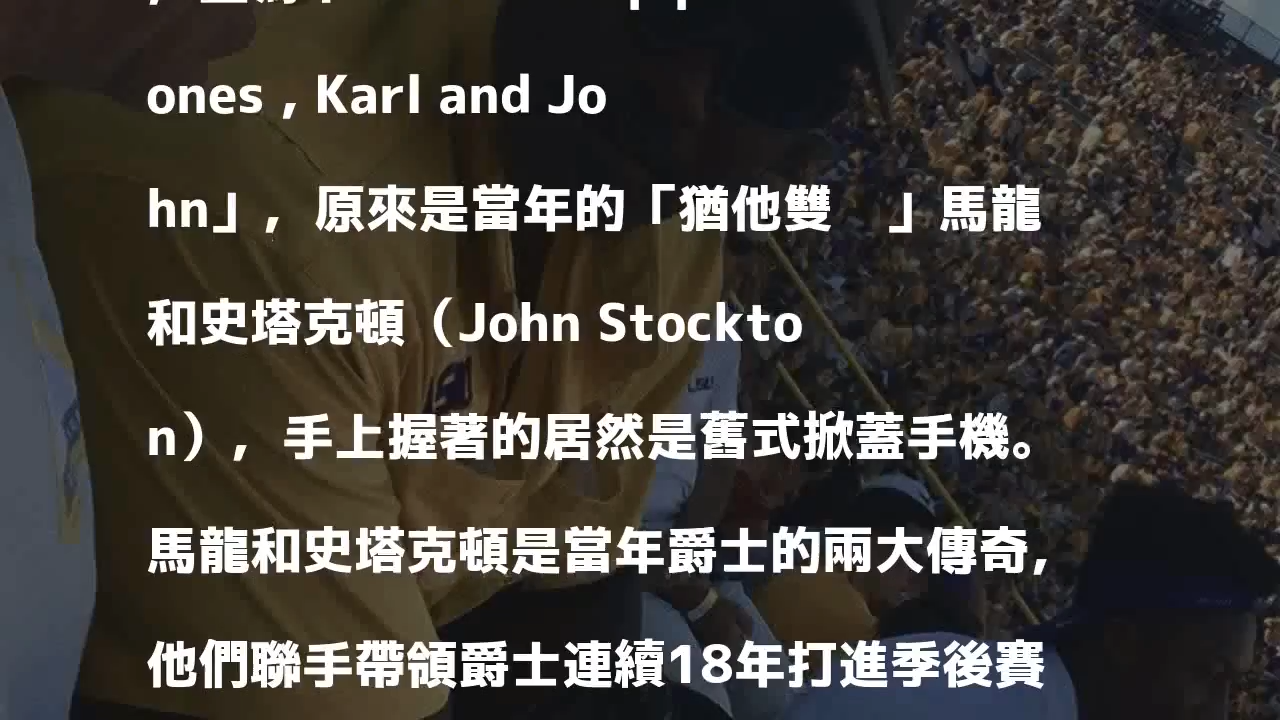 ones , Karl and Jo
hn」，原來是當年的「猶他雙　」馬龍
和史塔克頓（John Stockto
n），手上握著的居然是舊式掀蓋手機。
馬龍和史塔克頓是當年爵士的兩大傳奇，
他們聯手帶領爵士連續18年打進季後賽
LSU